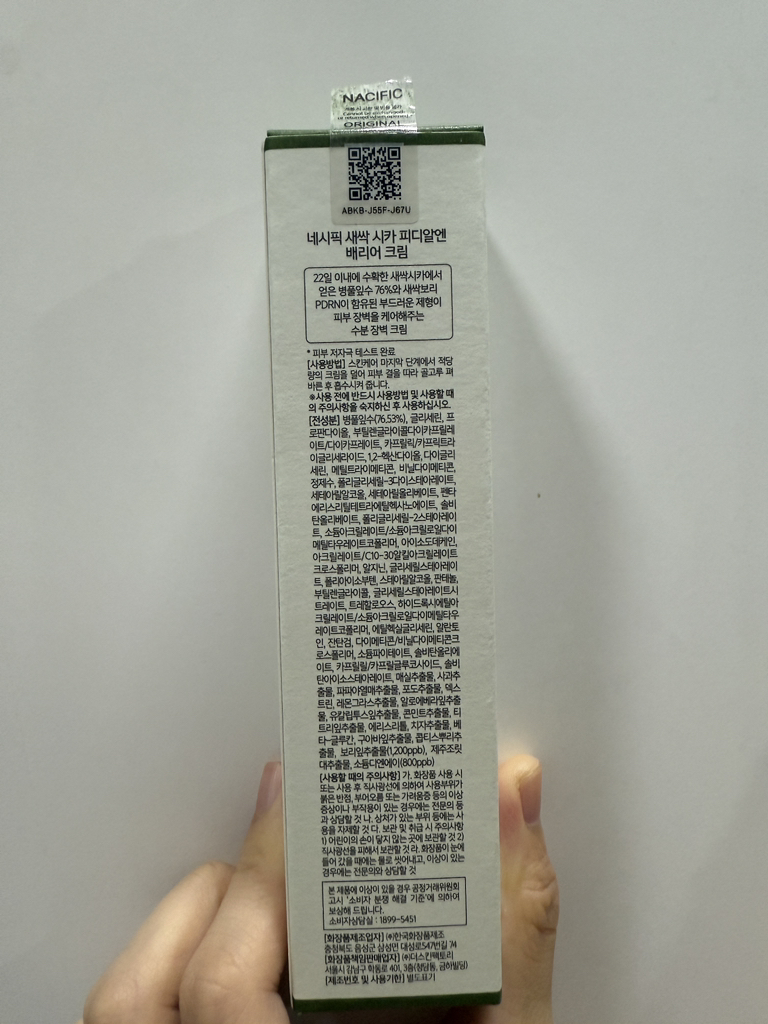 NACIFIC
Cannot be exchanged
or returned when opened.
ORIGINAL
ABKB-J55F-J67U
네시픽 새싹 시카 피디알엔
배리어 크림
22일 이내에 수확한 새싹시카에서
얻은 병풀잎수 76%와 새싹보리
PDRN이 함유된 부드러운 제형이
피부 장벽을 케어해주는
수분 장벽 크림
* 피부 저자극 테스트 완료
[사용방법] 스킨케어 마지막 단계에서 적당
량의 크림을 덜어 피부 결을 따라 골고루 펴
바른 후 흡수시켜 줍니다.
※사용 전에 반드시 사용방법 및 사용할 때
의 주의사항을 숙지하신 후 사용하십시오.
[전성분] 병풀잎수(76.53%), 글리세린, 프
로판다이올, 부틸렌글라이콜다이카프릴레
이트/다이카프레이트, 카프릴릭/카프릭트라
이글리세라이드, 1,2-헥산다이올, 다이글리
세린, 메틸트라이메티콘, 비닐다이메티콘,
정제수, 폴리글리세릴-3다이스테아레이트,
세테아릴알코올, 세테아릴올리베이트, 펜타
에리스리틸테트라에틸헥사노에이트, 솔비
탄올리베이트, 폴리글리세릴-2스테아레이
트, 소듐아크릴레이트/소듐아크릴로일다이
메틸타우레이트코폴리머, 아이소도데케인,
아크릴레이트/C10-30알킬아크릴레이트
크로스폴리머, 알지닌, 글리세릴스테아레이
트, 폴리아이소부텐, 스테아릴알코올, 판테놀,
부틸렌글라이콜, 글리세릴스테아레이트시
트레이트, 트레할로오스, 하이드록시에틸아
크릴레이트/소듐아크릴로일다이메틸타우
레이트코폴리머, 에틸헥실글리세린, 알란토
인, 잔탄검, 다이메티콘/비닐다이메티콘크
로스폴리머, 소듐파이테이트, 솔비탄올리에
이트, 카프릴릴/카프릴글루코사이드, 솔비
탄아이소스테아레이트, 매실추출물, 사과추
출물, 파파야열매추출물, 포도추출물, 덱스
트린, 레몬그라스추출물, 알로에베라잎추출
물, 유칼립투스잎추출물, 콘민트추출물, 티
트리잎추출물, 에리스리톨, 치자추출물, 베
타-글루칸, 구아바잎추출물, 콥티스뿌리추
출물, 보리잎추출물(1,200ppb), 제주조릿
대추출물, 소듐디엔에이(800ppb)
[사용할 때의 주의사항] 가. 화장품 사용 시
또는 사용 후 직사광선에 의하여 사용부위가
붉은 반점, 부어오름 또는 가려움증 등의 이상
증상이나 부작용이 있는 경우에는 전문의 등
과 상담할 것 나. 상처가 있는 부위 등에는 사
용을 자제할 것 다. 보관 및 취급 시 주의사항
1) 어린이의 손이 닿지 않는 곳에 보관할 것 2)
직사광선을 피해서 보관할 것 라. 화장품이 눈에
들어 갔을 때에는 물로 씻어내고, 이상이 있는
경우에는 전문의와 상담할 것
본 제품에 이상이 있을 경우 공정거래위원회
고시 '소비자 분쟁 해결 기준'에 의하여
보상해 드립니다.
소비자상담실 : 1899-5451
[화장품제조업자] ㈜한국화장품제조
충청북도 음성군 삼성면 대성로547번길 74
[화장품책임판매업자] ㈜더스킨팩토리
서울시 강남구 학동로 401, 3층(청담동, 금하빌딩)
[제조번호 및 사용기한] 별도표기